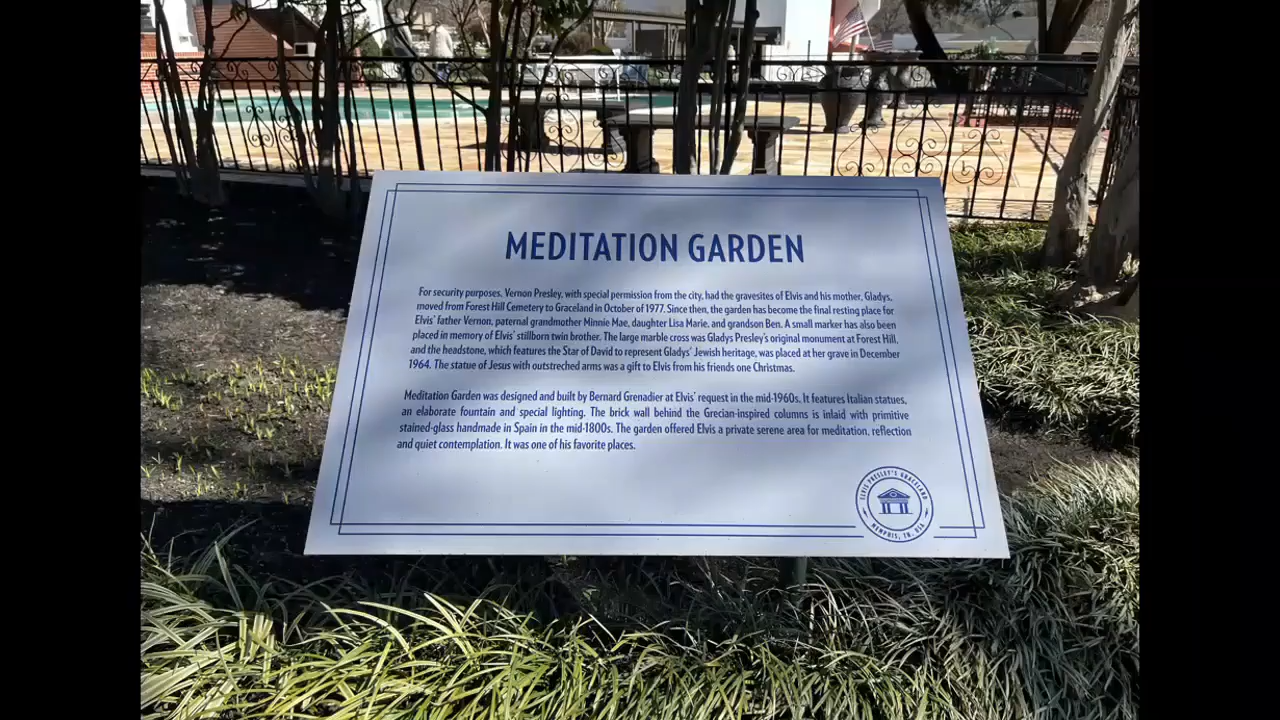 MEDITATION GARDEN
For security purposes, Vernon Presley, with special permission from the city, had the gravesites of Elvis and his mother, Gladys,
moved from Forest Hill Cemetery to Graceland in October of 1977. Since then, the garden has become the final resting place for
Elvis' father Vernon, paternal grandmother Minnie Mae, daughter Lisa Marie, and grandson Ben. A small marker has also been
placed in memory of Elvis' stillborn twin brother. The large marble cross was Gladys Presley's original monument at Forest Hill,
and the headstone, which features the Star of David to represent Gladys' Jewish heritage, was placed at her grave in December
1964. The statue of Jesus with outstreched arms was a gift to Elvis from his friends one Christmas.
Meditation Garden was designed and built by Bernard Grenadier at Elvis' request in the mid-1960s. It features Italian statues,
an elaborate fountain and special lighting. The brick wall behind the Grecian-inspired columns is inlaid with primitive
stained-glass handmade in Spain in the mid-1800s. The garden offered Elvis a private serene area for meditation, reflection
and quiet contemplation. It was one of his favorite places.
ELVIS PRESLEY'S GRACELAND
MEMPHIS, TN. USA